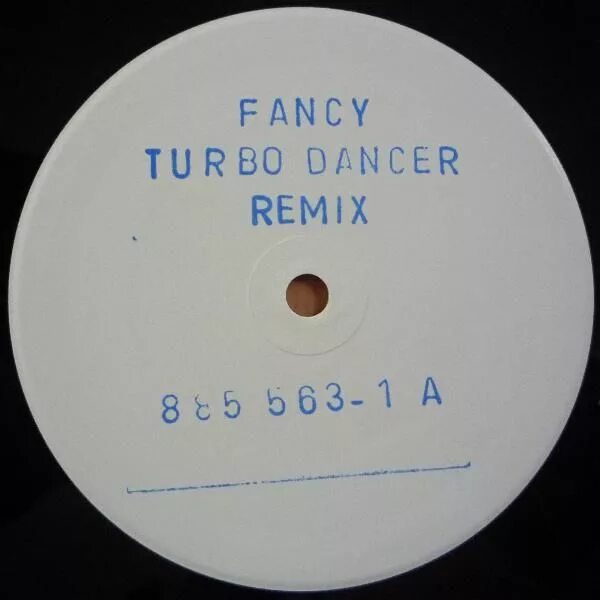 FANCY
TURBO DANCER
REMIX
885 563-1 A